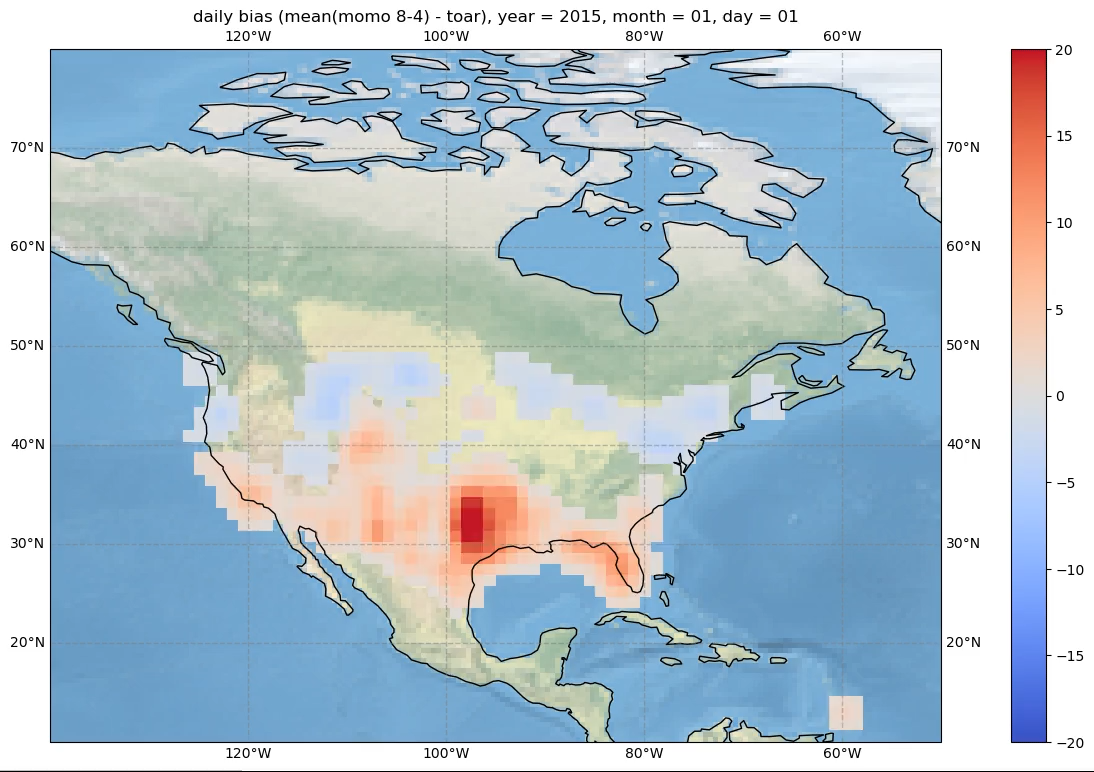 daily bias (mean(momo 8-4) - toar), year = 2015, month = 01, day = 01
120°W 100°W 80°W 60°W
20
15
70°N 70°N
10
60°N 60°N
5
50°N 50°N
0
40°N 40°N
−5
30°N 30°N
−10
20°N 20°N
−15
−20
120°W 100°W 80°W 60°W